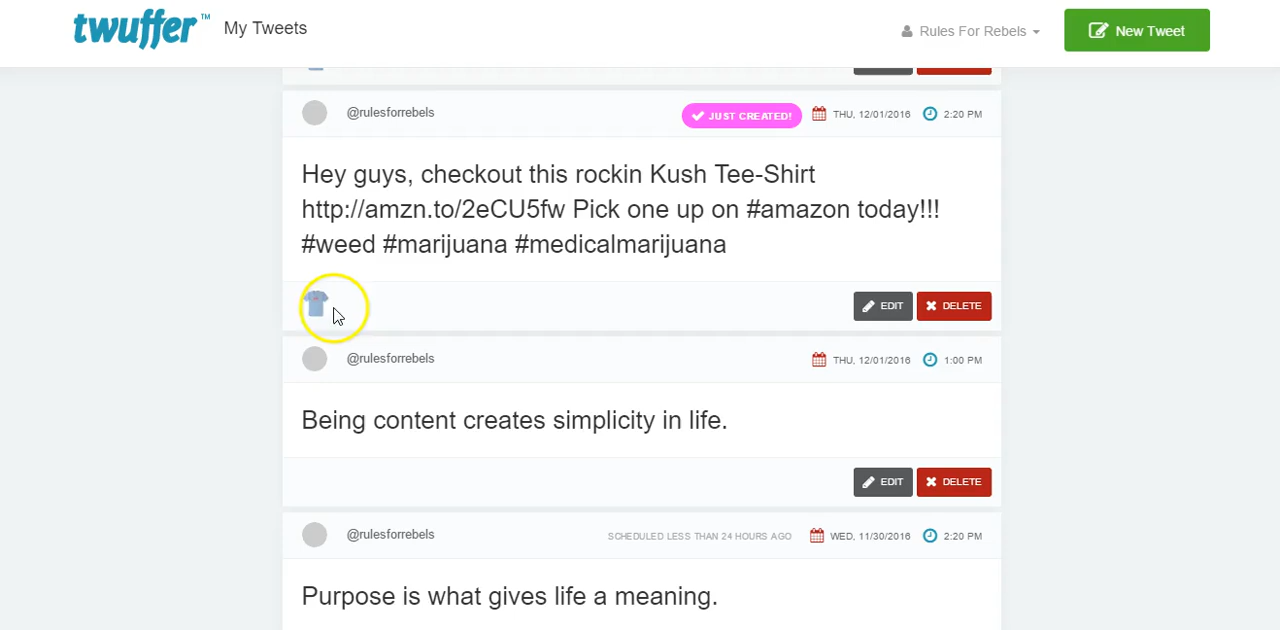 twuffer™ My Tweets Rules For Rebels New Tweet
@rulesforrebels JUST CREATED! THU, 12/01/2016 2:20 PM
Hey guys, checkout this rockin Kush Tee-Shirt
http://amzn.to/2eCU5fw Pick one up on #amazon today!!!
#weed #marijuana #medicalmarijuana
EDIT DELETE
@rulesforrebels THU, 12/01/2016 1:00 PM
Being content creates simplicity in life.
EDIT DELETE
@rulesforrebels SCHEDULED LESS THAN 24 HOURS AGO WED, 11/30/2016 2:20 PM
Purpose is what gives life a meaning.